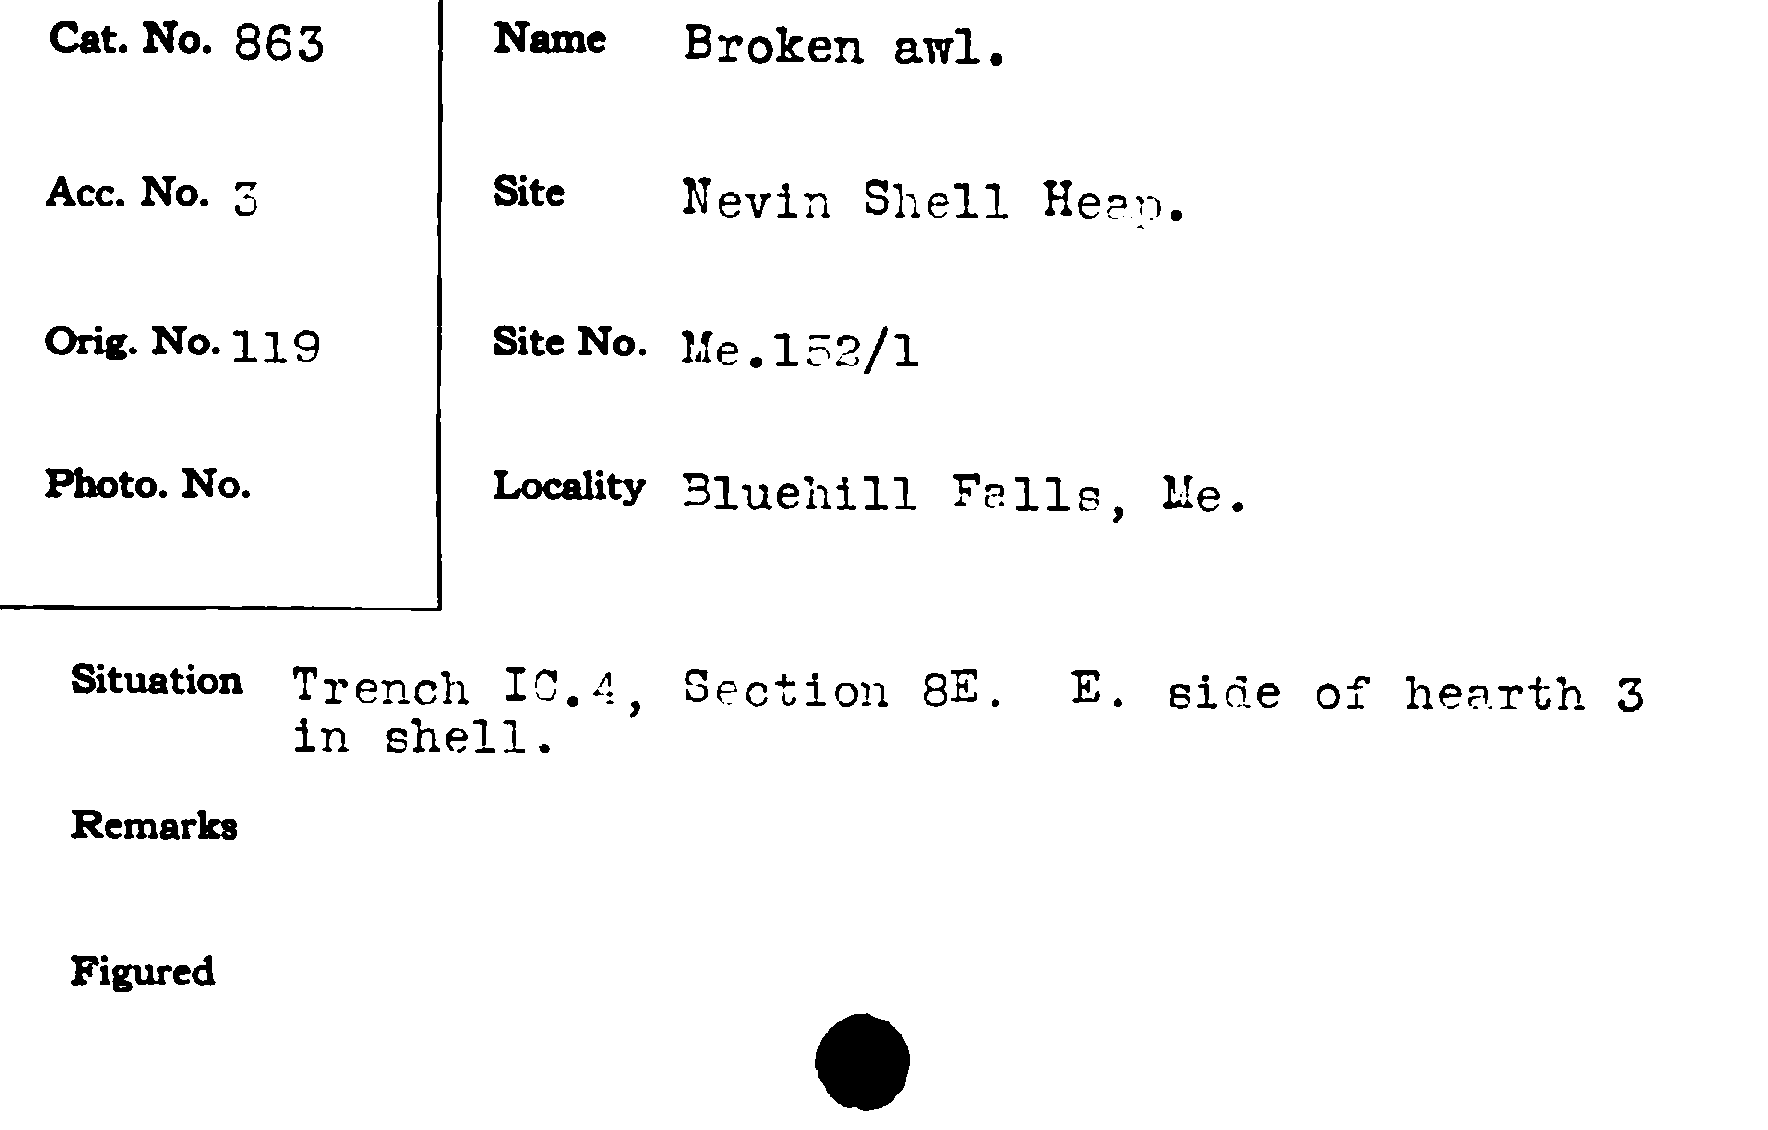 Cat. No. 863
Name Broken awl.
Acc. No. 3
Site Nevin Shell Heap.
Orig. No. 119
Site No. Me.152/1
Photo. No.
Locality Bluehill Falls, Me.
Situation Trench IC.4, Section 8E. E. side of hearth 3
in shell.
Remarks
Figured